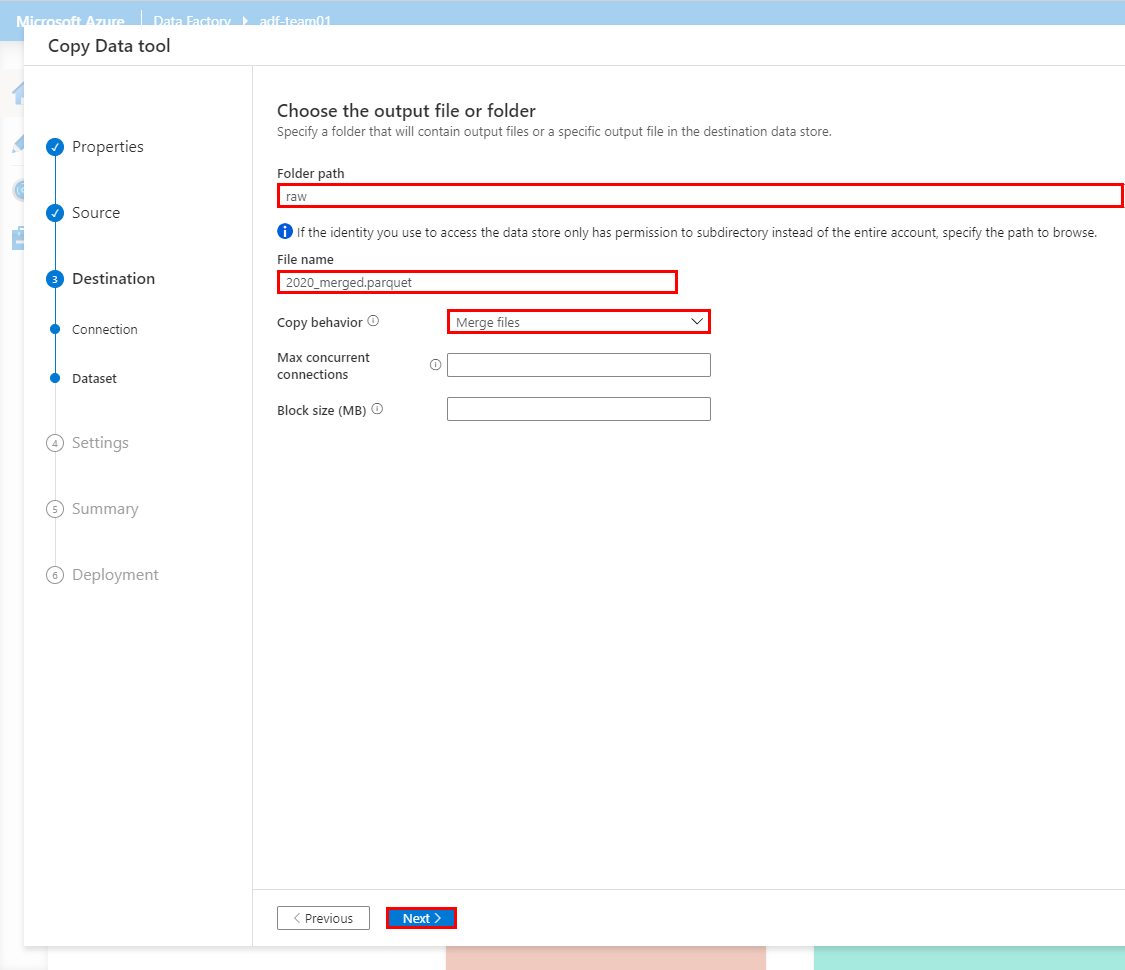 Microsoft Azure Data Factory adf-team01
Copy Data tool
Properties
Source
3 Destination
Connection
Dataset
4 Settings
5 Summary
6 Deployment
Choose the output file or folder
Specify a folder that will contain output files or a specific output file in the destination data store.
Folder path
raw
If the identity you use to access the data store only has permission to subdirectory instead of the entire account, specify the path to browse.
File name
2020_merged.parquet
Copy behavior Merge files
Max concurrent
connections
Block size (MB)
Previous Next